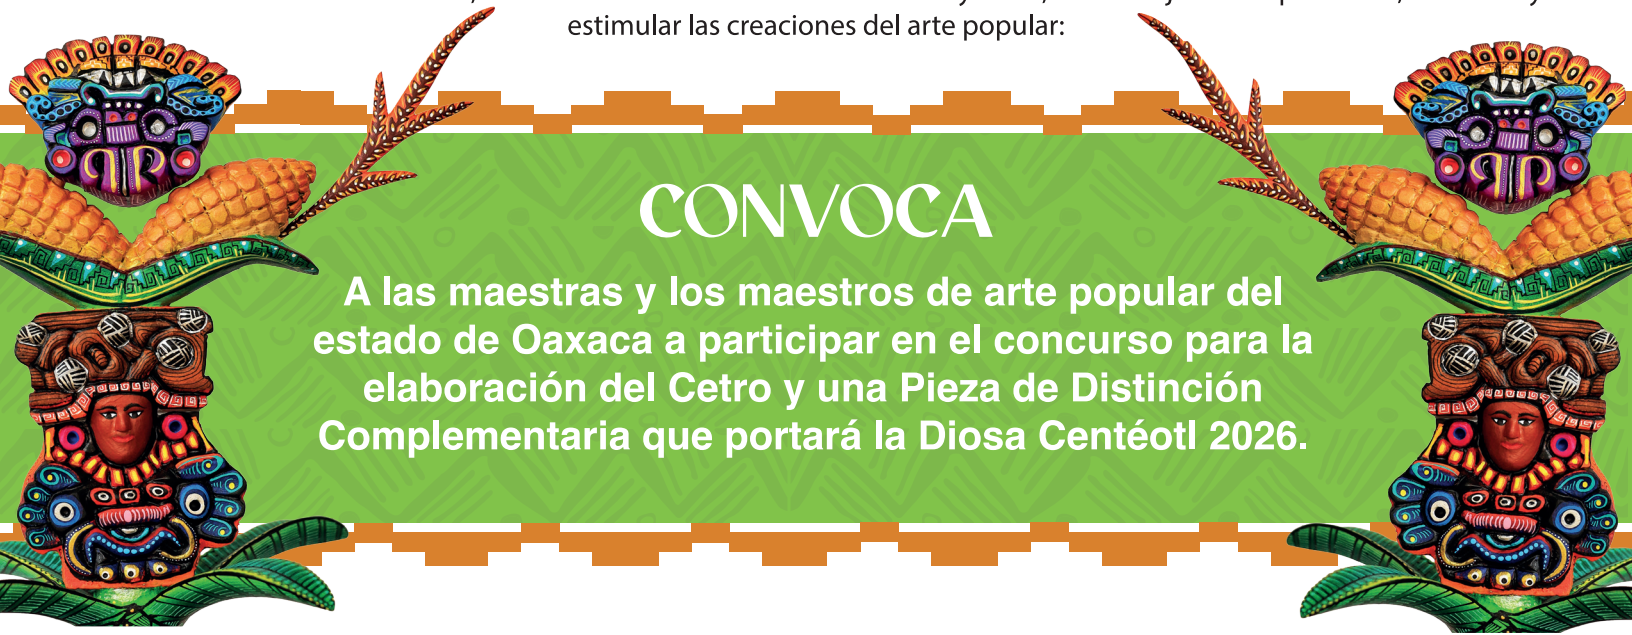 estimular las creaciones del arte popular:
CONVOCA
A las maestras y los maestros de arte popular del
estado de Oaxaca a participar en el concurso para la
elaboración del Cetro y una Pieza de Distinción
Complementaria que portará la Diosa Centéotl 2026.